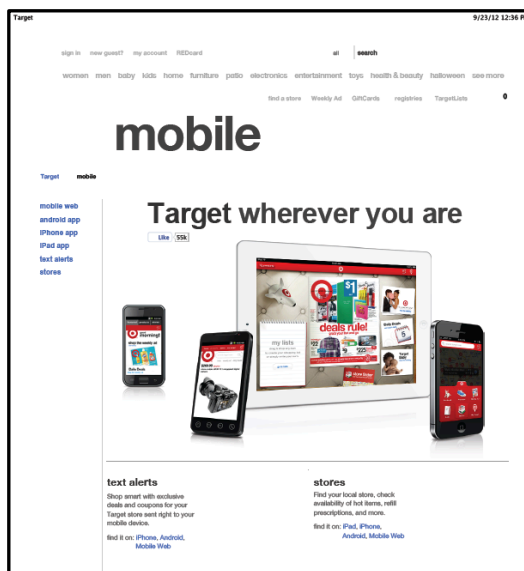 Target
9/23/12 12:36 P
sign in new guest? my account REDcard all search
women men baby kids home furniture patio electronics entertainment toys health & beauty halloween see more
find a store Weekly Ad GiftCards registries TargetLists 0
mobile
Target mobile
mobile web
android app
iPhone app
iPad app
text alerts
stores
Target wherever you are
Like 55k
$1
deals rule!
my lists
text alerts
Shop smart with exclusive
deals and coupons for your
Target store sent right to your
mobile device.
find it on: iPhone, Android,
Mobile Web
stores
Find your local store, check
availability of hot items, refill
prescriptions, and more.
find it on: iPad, iPhone,
Android, Mobile Web